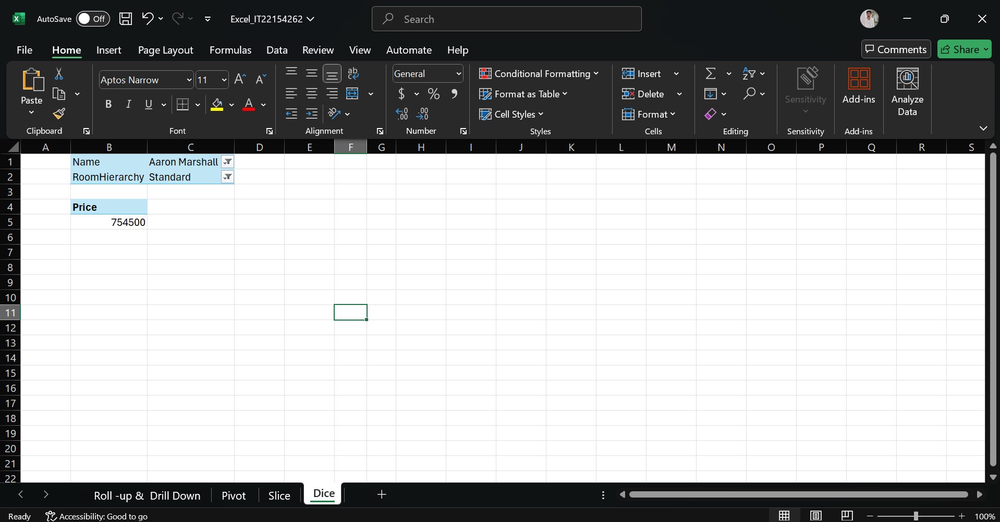 AutoSave Off Excel_IT22154262 Search
File Home Insert Page Layout Formulas Data Review View Automate Help Comments Share
Paste
Clipboard
Aptos Narrow 11
B I U A
Font
ab
Alignment
General
$ % 9
Number
Conditional Formatting
Format as Table
Cell Styles
Styles
Insert
Delete
Format
Cells
Editing
Sensitivity
Sensitivity
Add-ins
Add-ins
Analyze
Data
A B C D E F G H I J K L M N O P Q R S
1 Name Aaron Marshall
2 RoomHierarchy Standard
3
4 Price
5 754500
6
7
8
9
10
11
12
13
14
15
16
17
18
19
20
21
22
Roll -up & Drill Down Pivot Slice Dice
Ready Accessibility: Good to go 100%